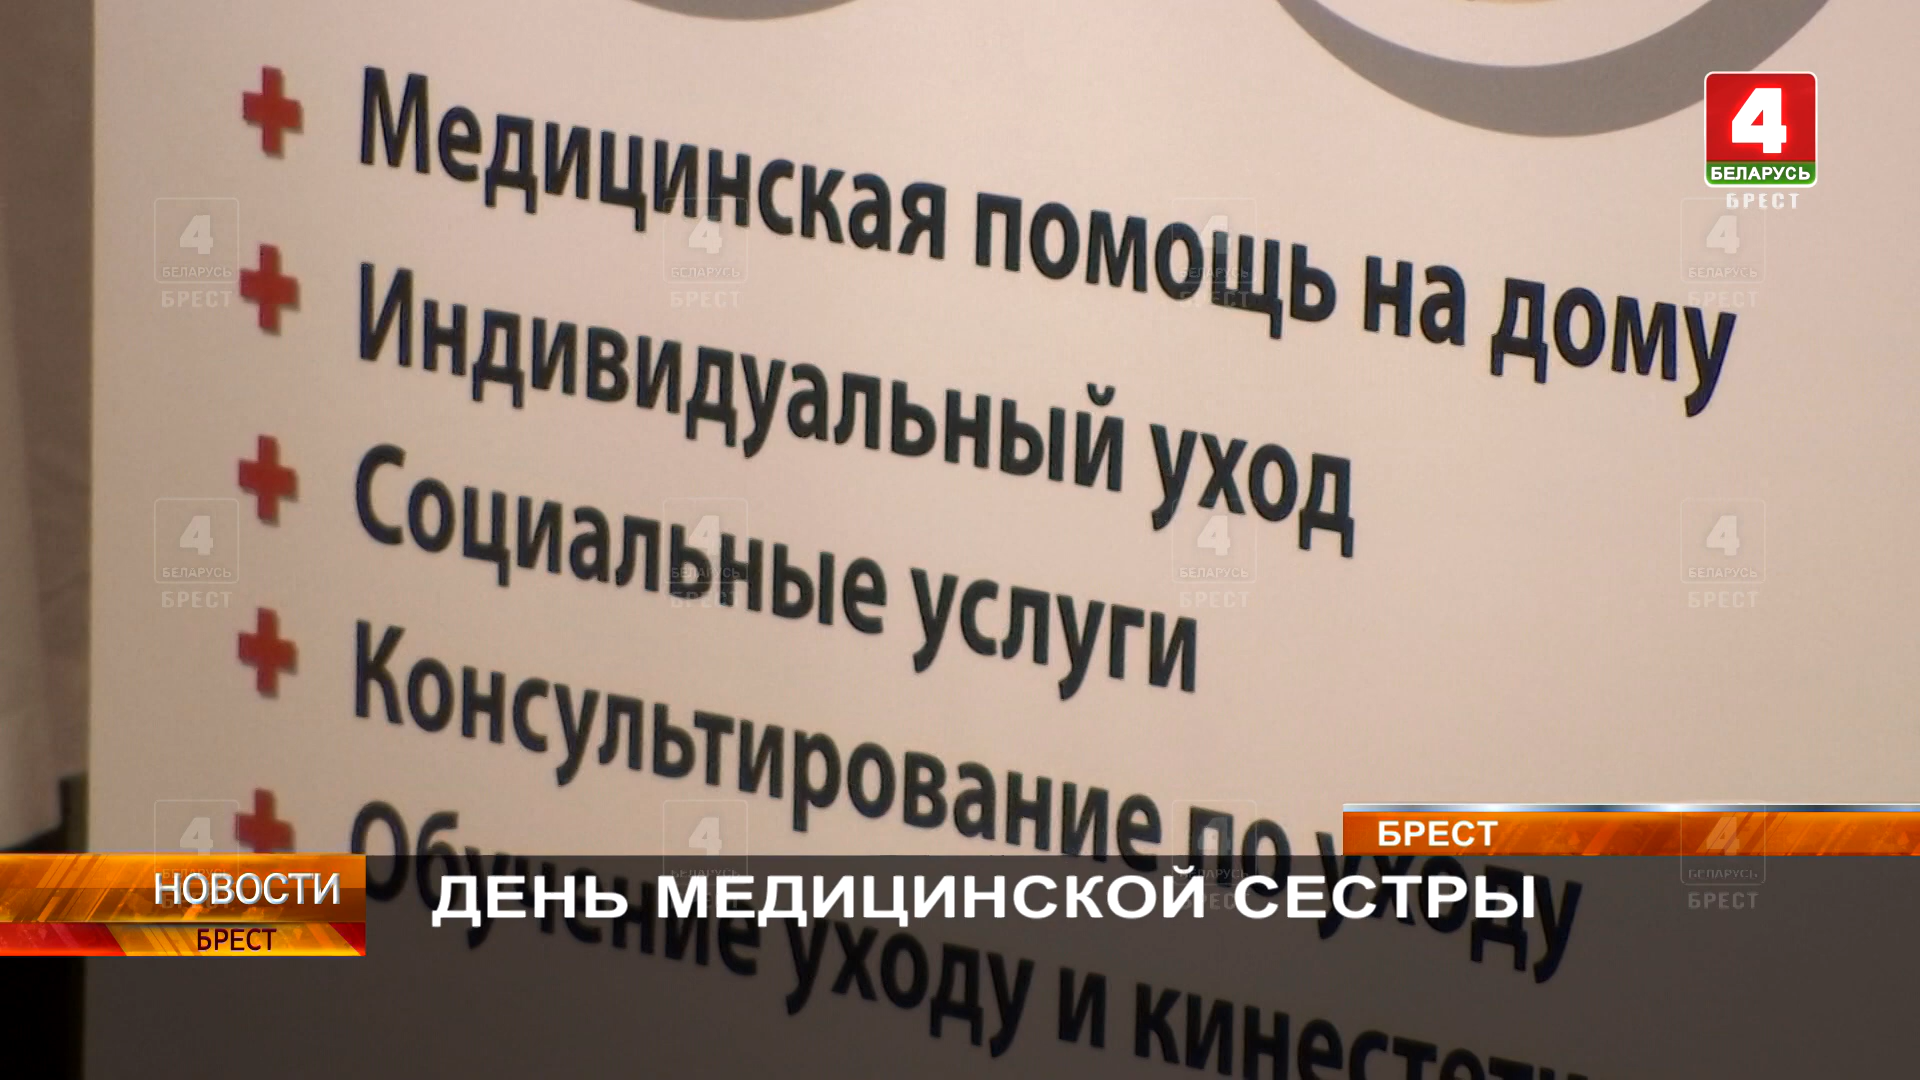 Медицинская помощь на дому
Индивидуальный уход
Социальные услуги
Консультирование по уходу
Обучение уходу и
4
БЕЛАРУСЬ
БРЕСТ
БРЕСТ
НОВОСТИ
БРЕСТ
ДЕНЬ МЕДИЦИНСКОЙ СЕСТРЫ